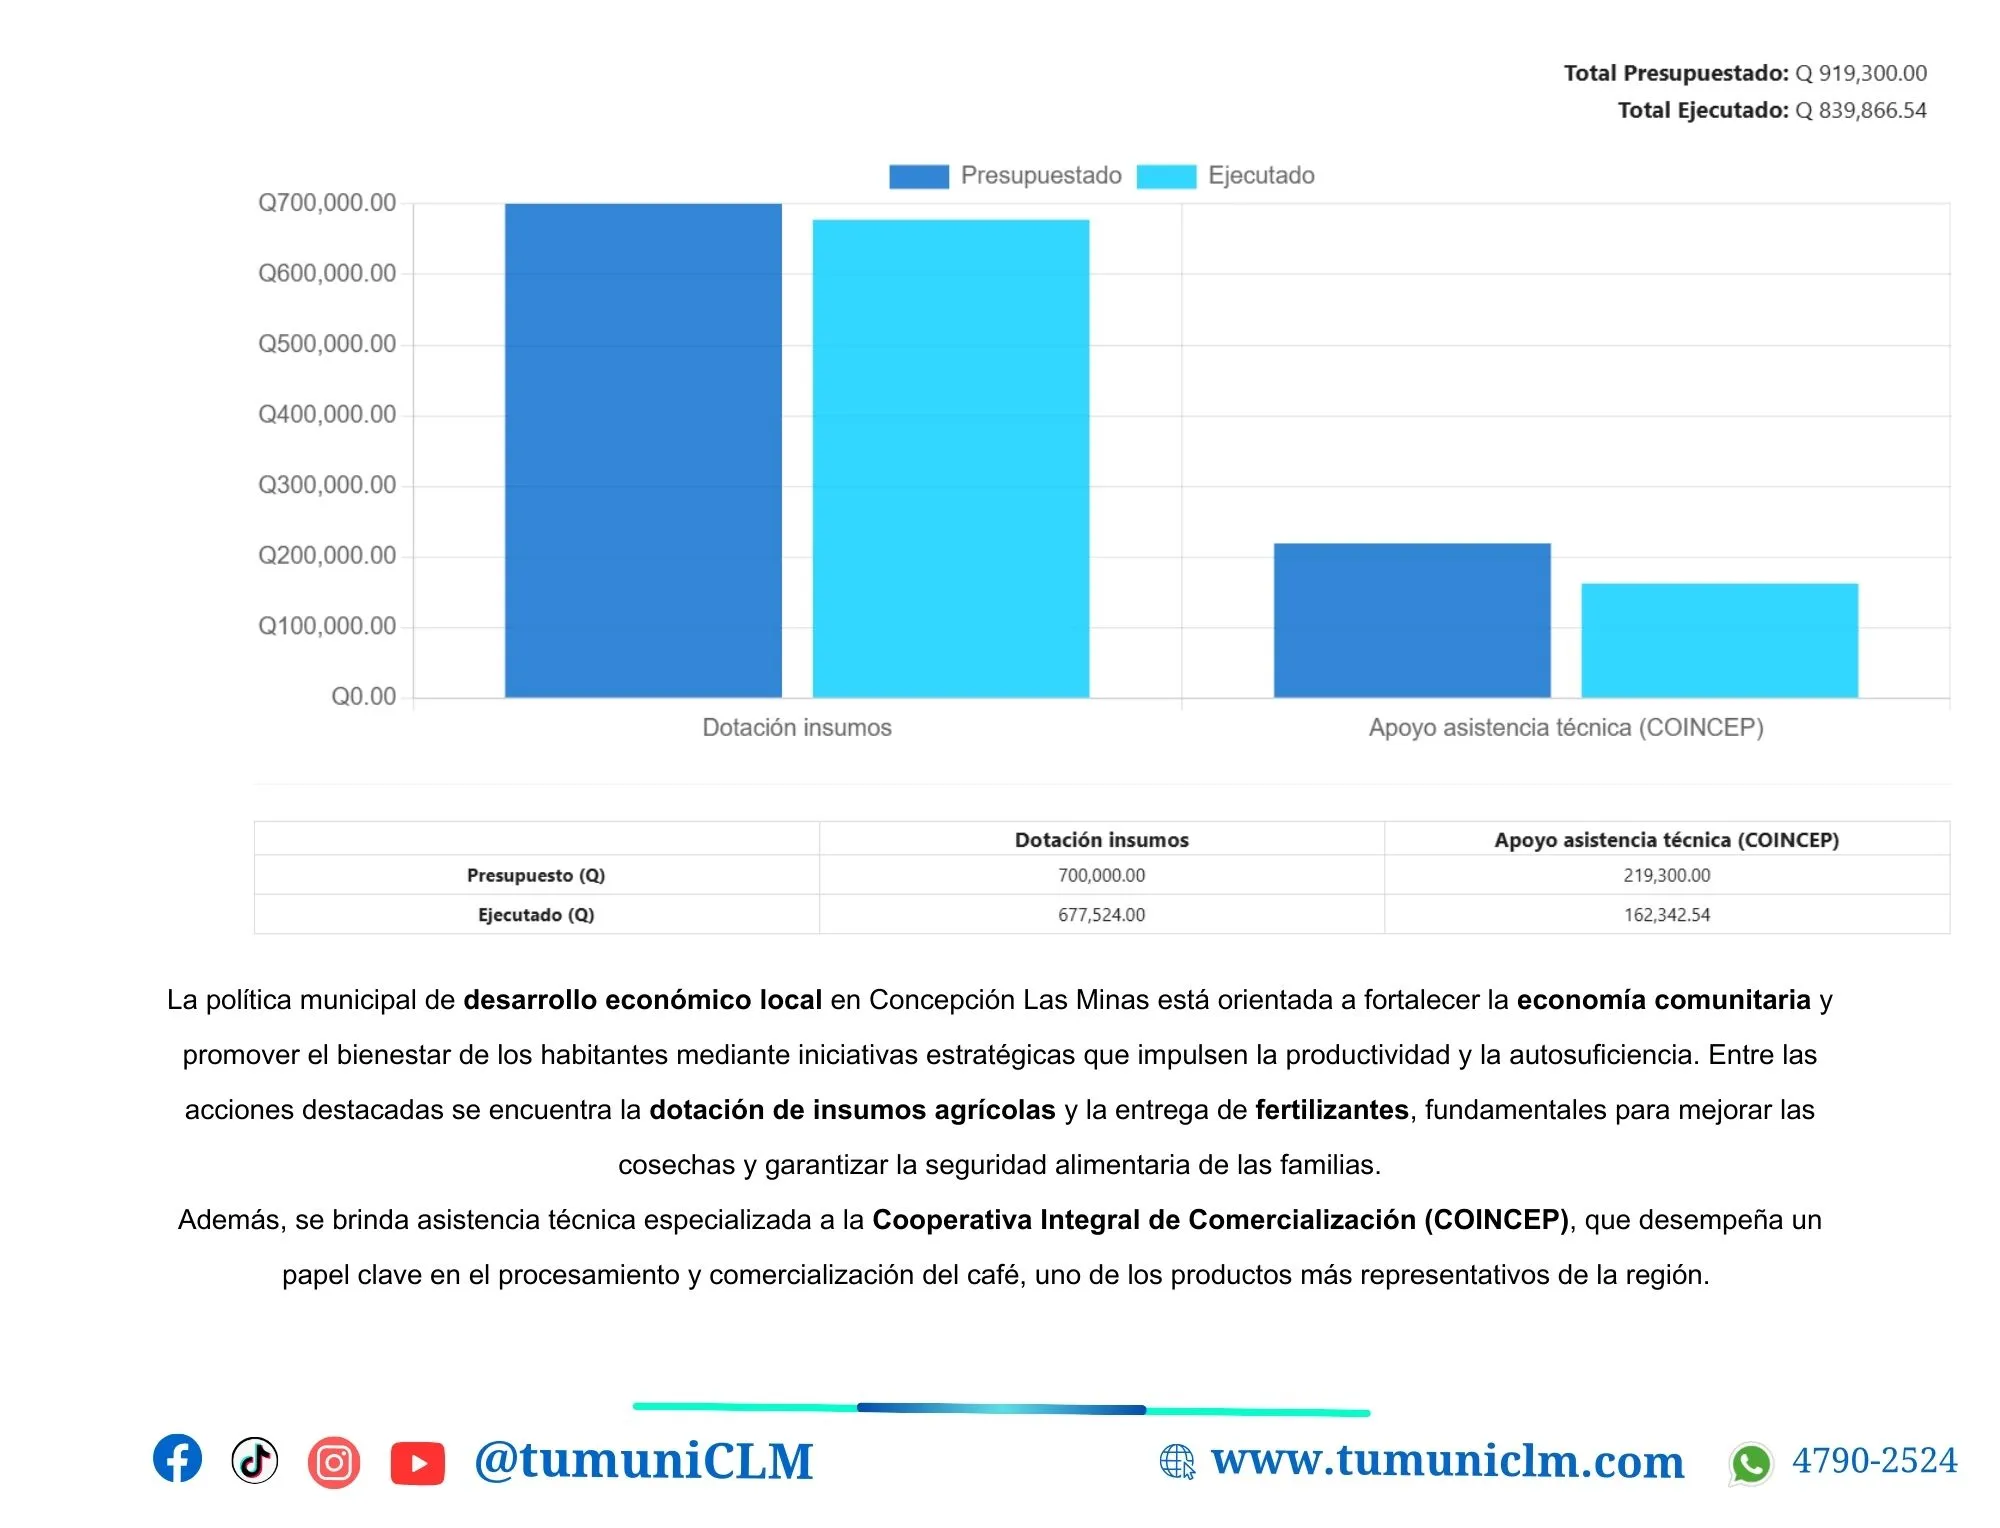 Total Presupuestado: Q 919,300.00
Total Ejecutado: Q 839,866.54
Presupuestado Ejecutado
Q700,000.00
Q600,000.00
Q500,000.00
Q400,000.00
Q300,000.00
Q200,000.00
Q100,000.00
Q0.00
Dotación insumos Apoyo asistencia técnica (COINCEP)
Dotación insumos Apoyo asistencia técnica (COINCEP)
Presupuesto (Q) 700,000.00 219,300.00
Ejecutado (Q) 677,524.00 162,342.54
La política municipal de desarrollo económico local en Concepción Las Minas está orientada a fortalecer la economía comunitaria y
promover el bienestar de los habitantes mediante iniciativas estratégicas que impulsen la productividad y la autosuficiencia. Entre las
acciones destacadas se encuentra la dotación de insumos agrícolas y la entrega de fertilizantes, fundamentales para mejorar las
cosechas y garantizar la seguridad alimentaria de las familias.
Además, se brinda asistencia técnica especializada a la Cooperativa Integral de Comercialización (COINCEP), que desempeña un
papel clave en el procesamiento y comercialización del café, uno de los productos más representativos de la región.
@tumuniCLM www.tumuniclm.com 4790-2524